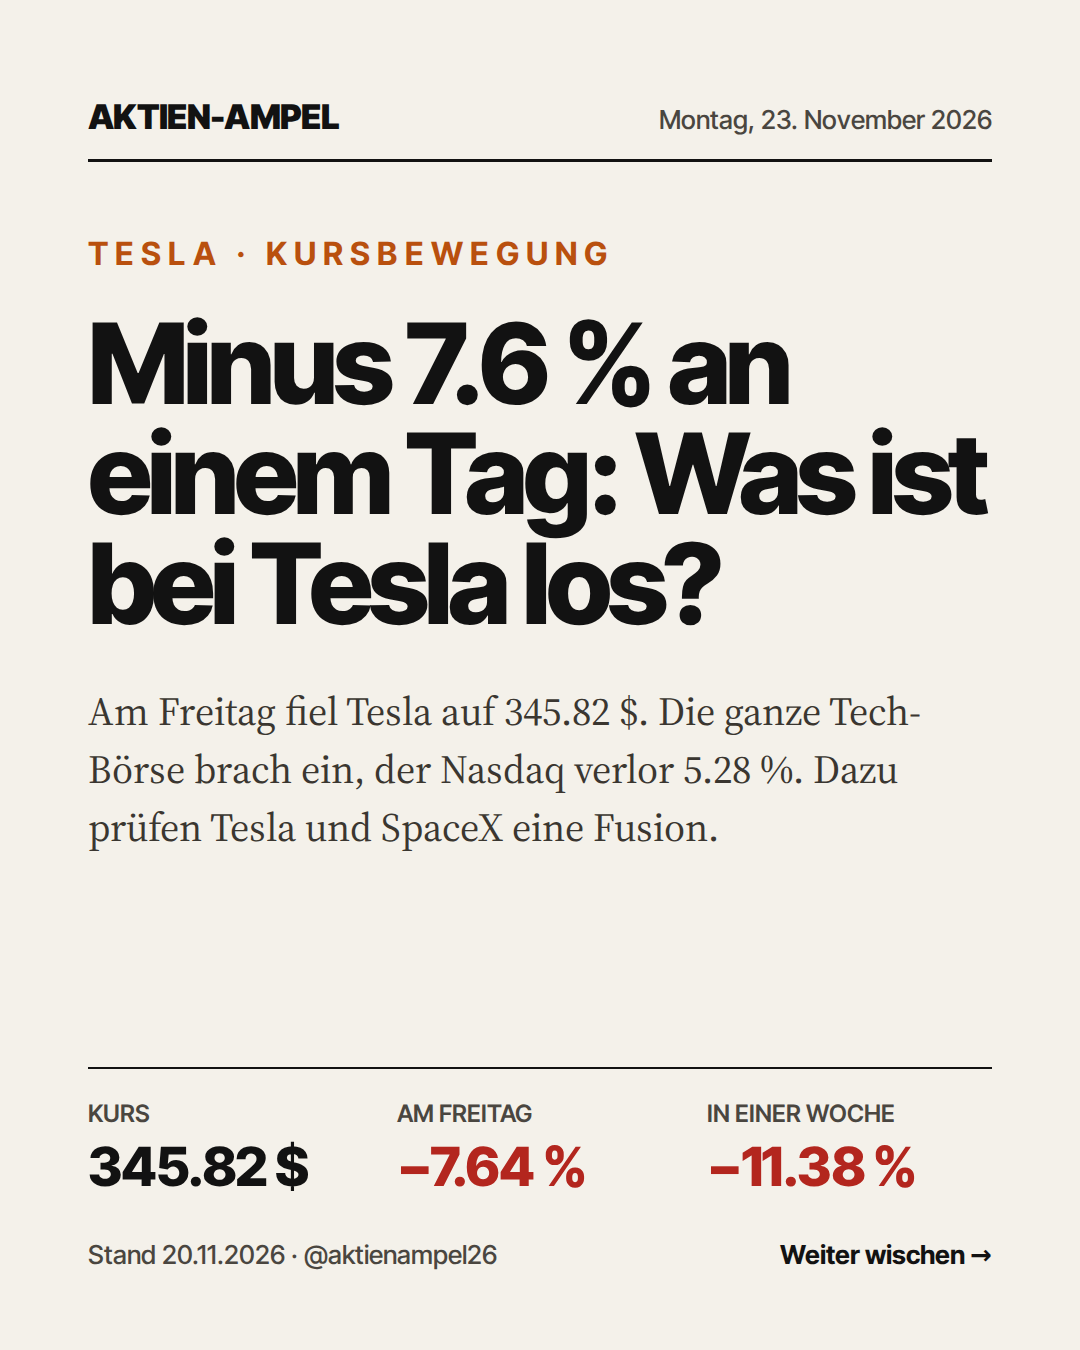 AKTIEN-AMPEL
Montag, 23. November 2026
TESLA · KURSBEWEGUNG
Minus 7.6 % an
einem Tag: Was ist
bei Tesla los?
Am Freitag fiel Tesla auf 345.82 $. Die ganze Tech-
Börse brach ein, der Nasdaq verlor 5.28 %. Dazu
prüfen Tesla und SpaceX eine Fusion.
KURS
345.82 $
AM FREITAG
–7.64 %
IN EINER WOCHE
–11.38 %
Stand 20.11.2026 · @aktienampel26
Weiter wischen →